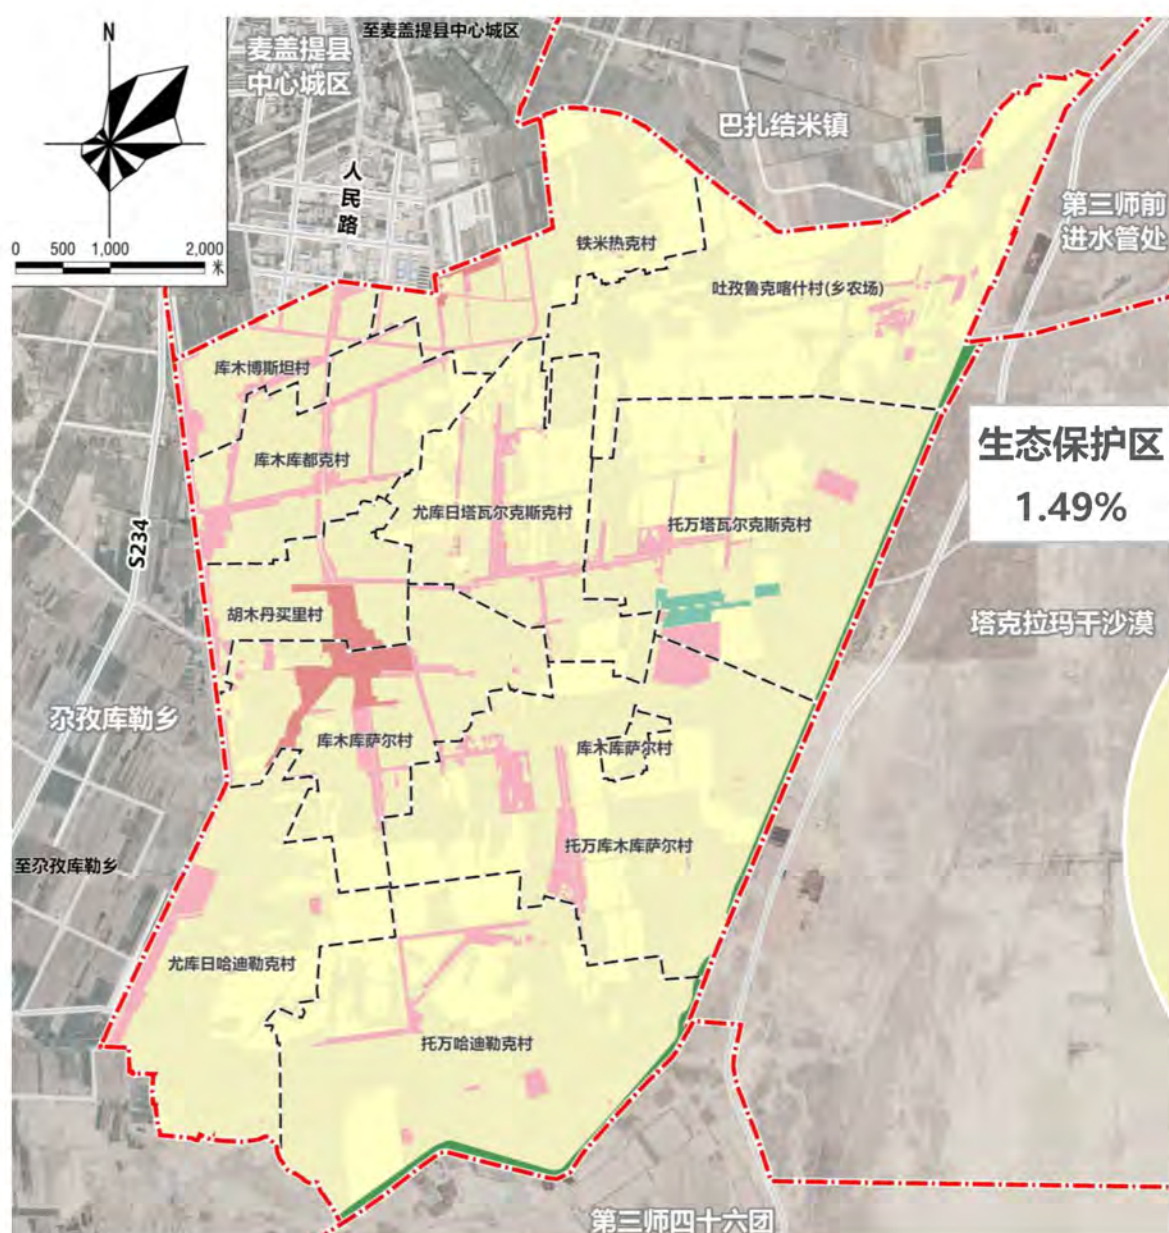 N
0 500 1,000 2,000
米
麦盖提县
中心城区
至麦盖提县中心城区
人民路
巴扎结米镇
第三师前
进水管处
铁米热克村
吐孜鲁克喀什村(乡农场)
库木博斯坦村
库木库都克村
尤库日塔瓦尔克斯克村
托万塔瓦尔克斯克村
生态保护区
1.49%
S234
胡木丹买里村
塔克拉玛干沙漠
尕孜库勒乡
库木库萨尔村
库木库萨尔村
托万库木库萨尔村
至尕孜库勒乡
尤库日哈迪勒克村
托万哈迪勒克村
第三师四十六团